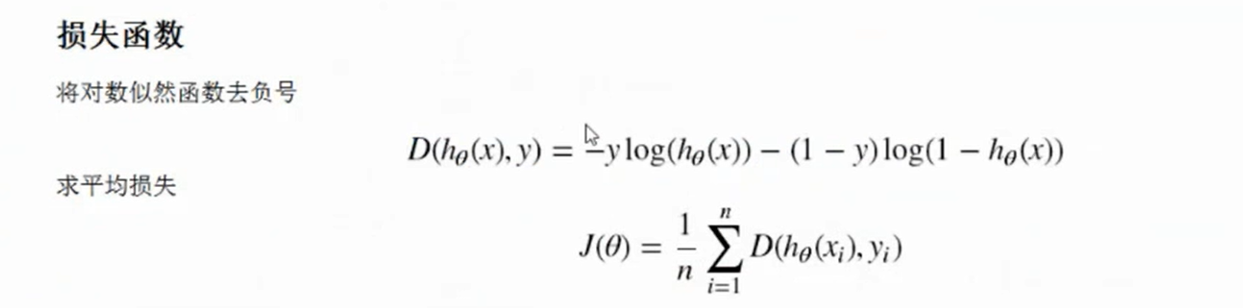 损失函数
将对数似然函数去负号
D(hθ(x), y) = −y log(hθ(x)) − (1 − y) log(1 − hθ(x))
求平均损失
J(θ) = 1/n ∑_{i=1}^{n} D(hθ(xi), yi)